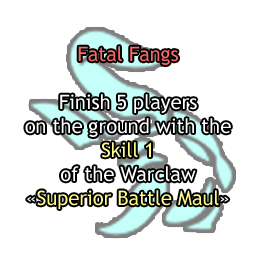 Fatal Fangs
Finish 5 players
on the ground with the
Skill 1
of the Warclaw
«Superior Battle Maul»